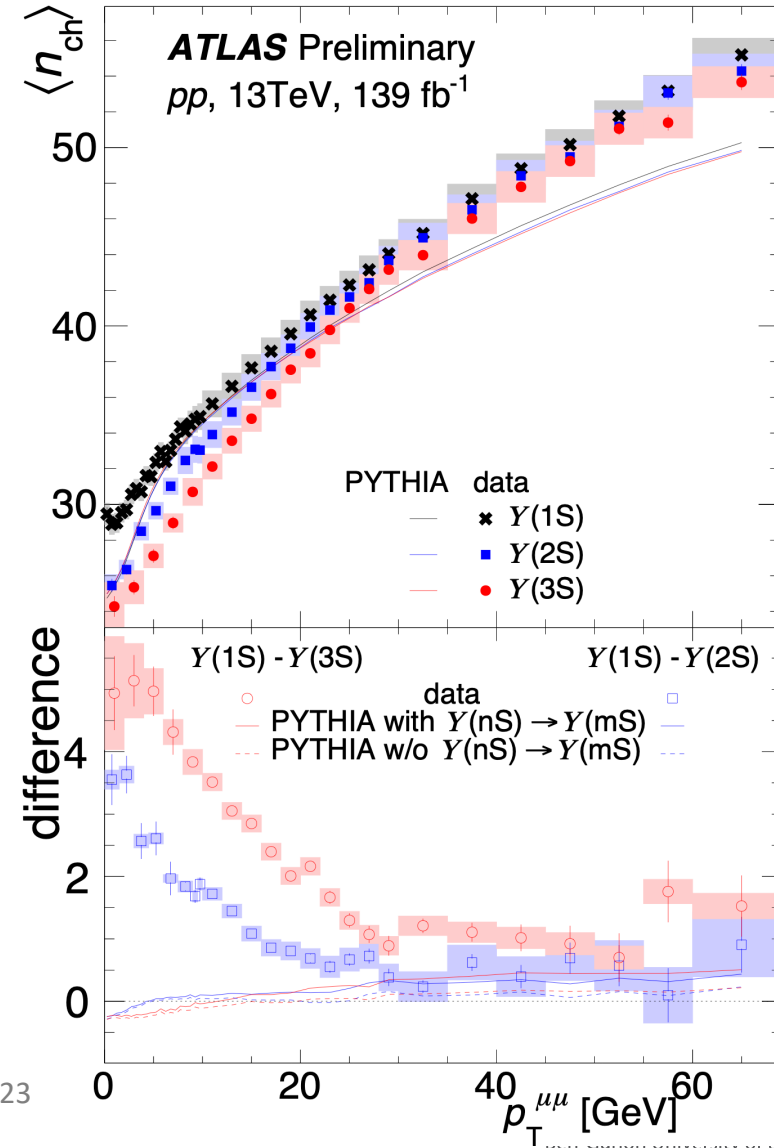 ⟨n_ch⟩
ATLAS Preliminary
pp, 13TeV, 139 fb⁻¹
50
40
30
PYTHIA data
Υ(1S)
Υ(2S)
Υ(3S)
difference
Υ(1S) - Υ(3S) Υ(1S) - Υ(2S)
data
PYTHIA with Υ(nS) → Υ(mS)
PYTHIA w/o Υ(nS) → Υ(mS)
4
2
0
0 20 40 60
p_T^μμ [GeV]
23